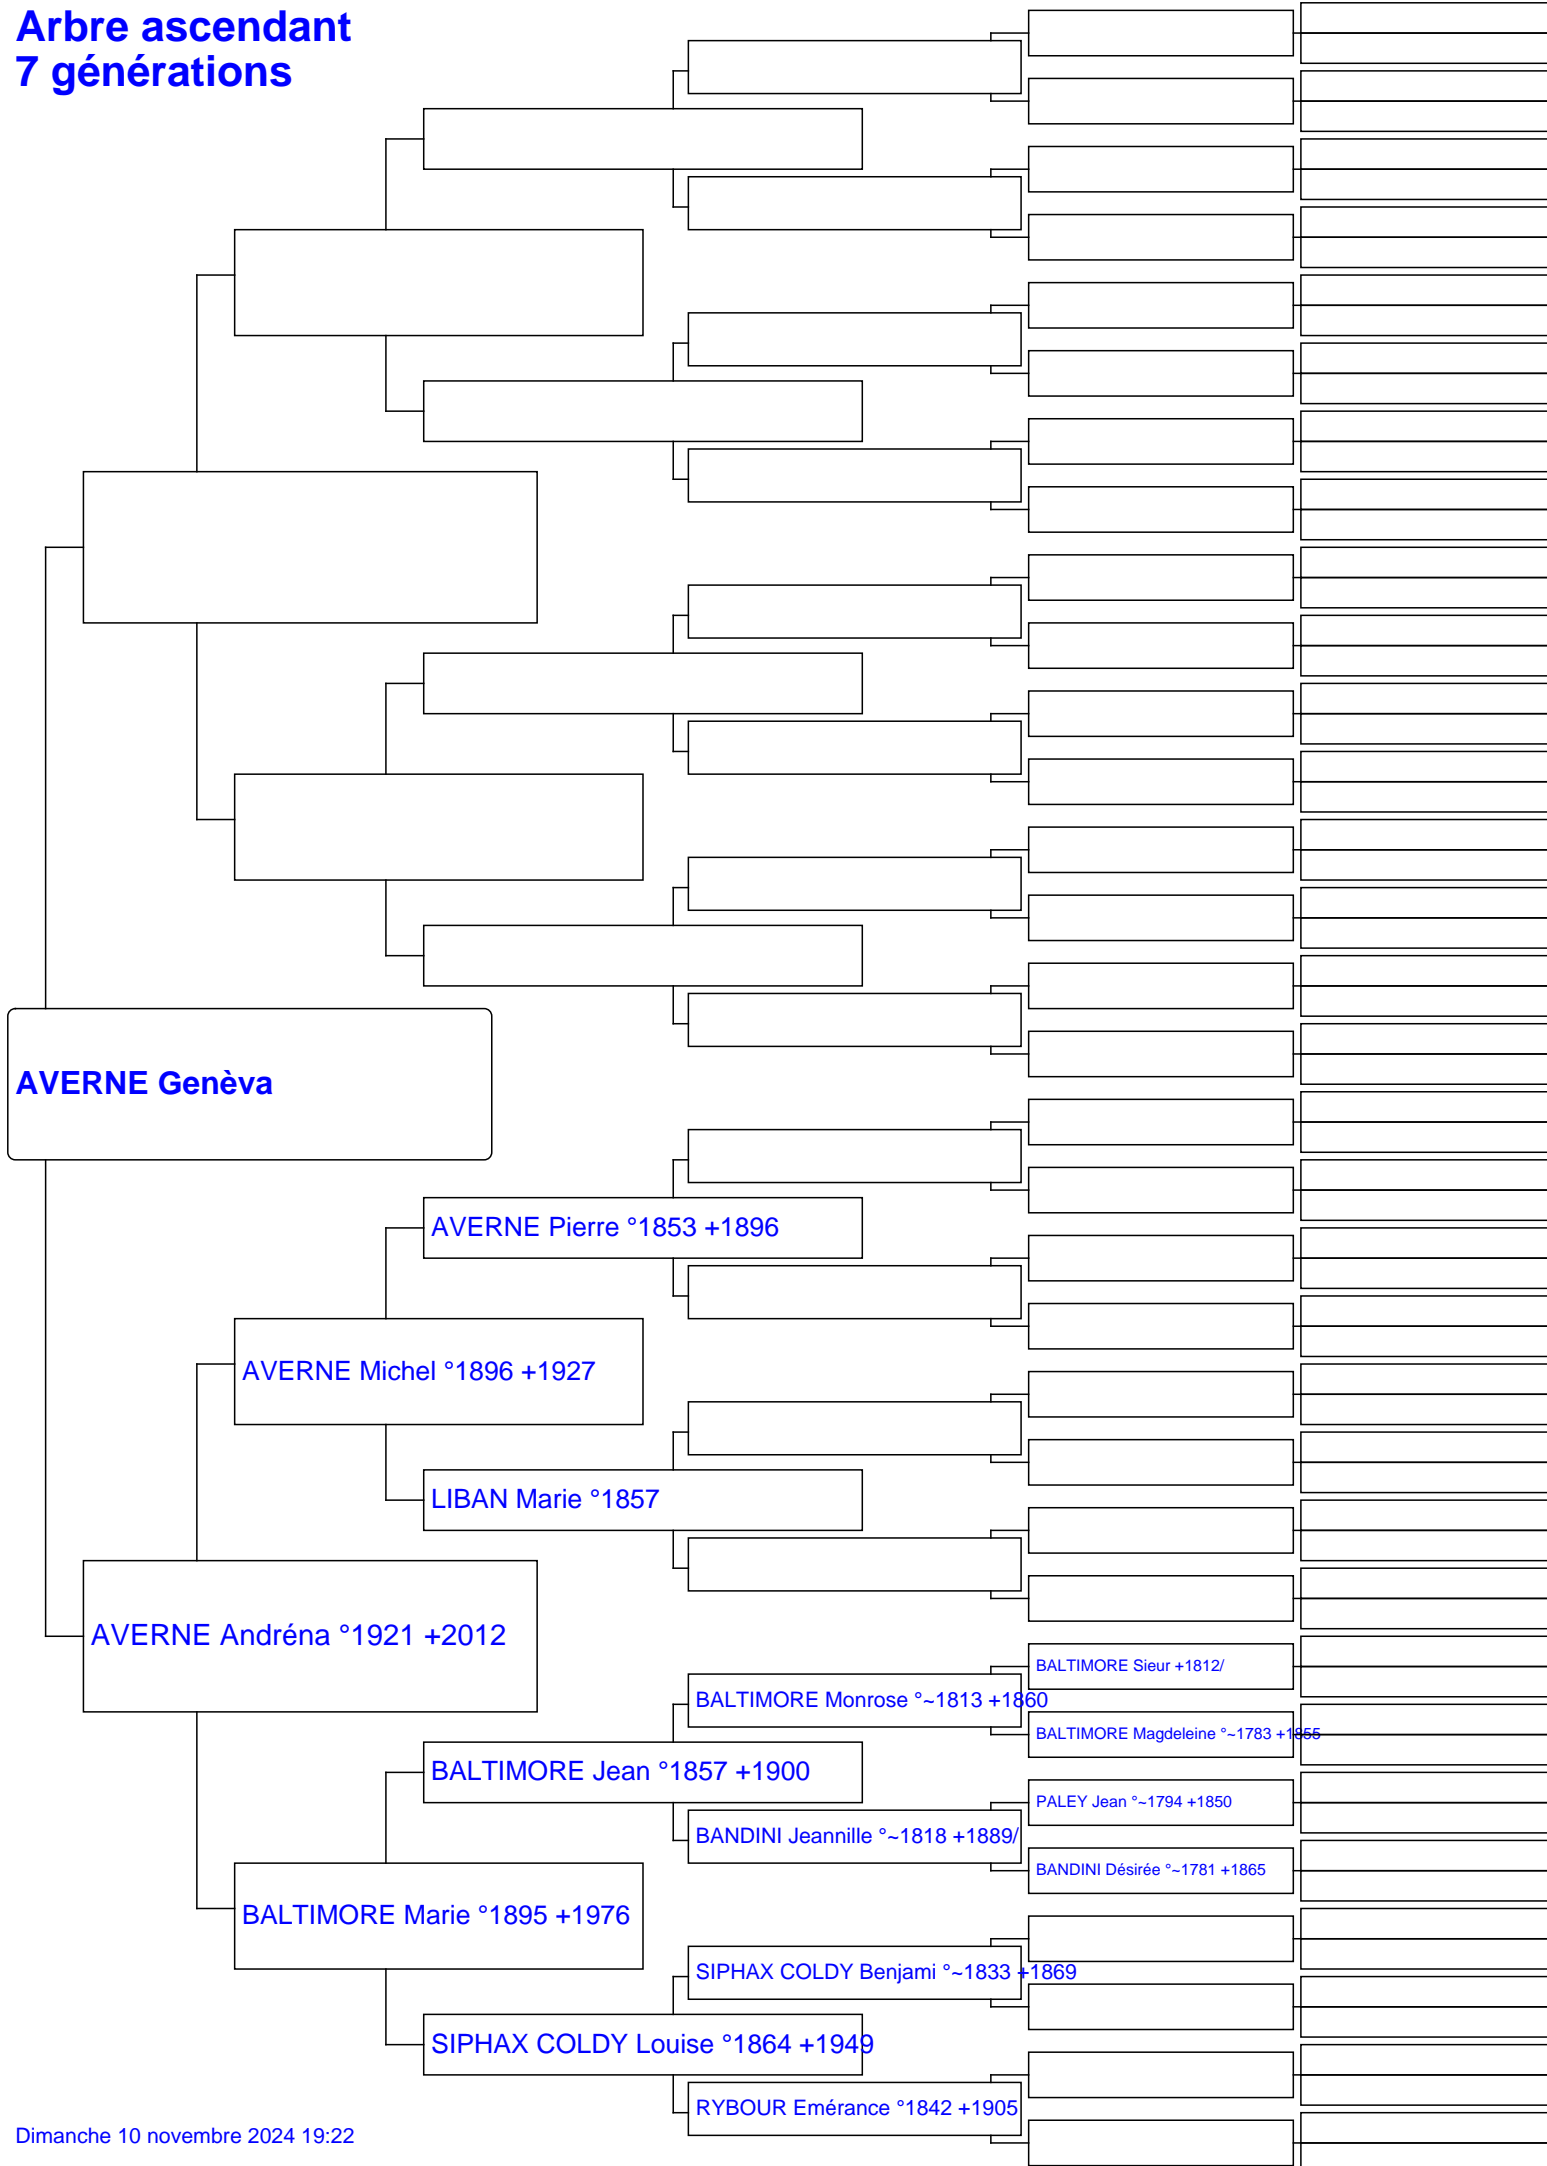 Arbre ascendant
7 générations
AVERNE Genèva
AVERNE Pierre °1853 +1896
AVERNE Michel °1896 +1927
LIBAN Marie °1857
AVERNE Andréna °1921 +2012
BALTIMORE Sieur +1812/
BALTIMORE Monrose °~1813 +1860
BALTIMORE Magdeleine °~1783 +1855
BALTIMORE Jean °1857 +1900
PALEY Jean °~1794 +1850
BANDINI Jeannille °~1818 +1889/
BANDINI Désirée °~1781 +1865
BALTIMORE Marie °1895 +1976
SIPHAX COLDY Benjami °~1833 +1869
SIPHAX COLDY Louise °1864 +1949
RYBOUR Emérance °1842 +1905
Dimanche 10 novembre 2024 19:22